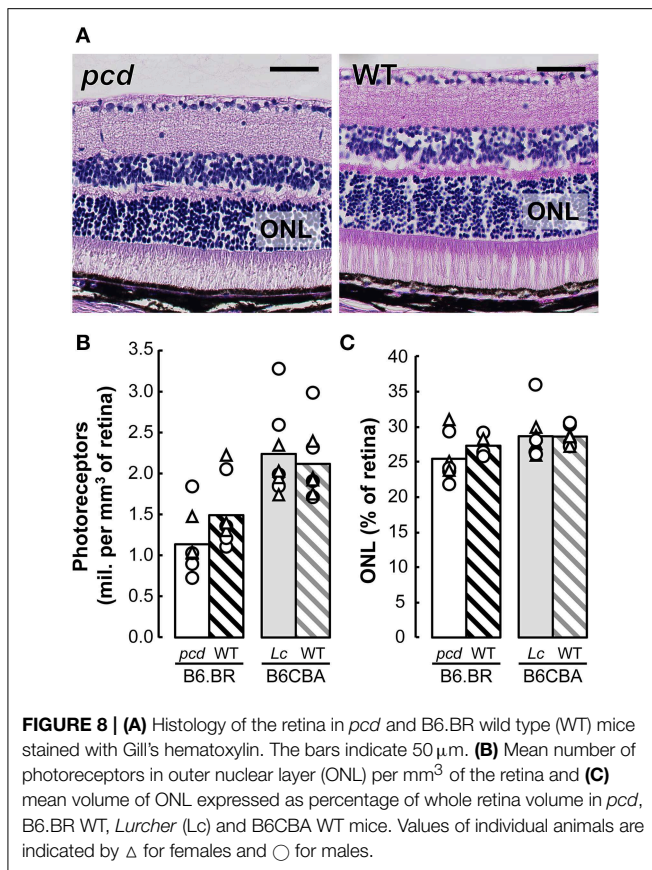 A
pcd
WT
ONL
ONL
B
C
Photoreceptors
(mil. per mm³ of retina)
3.5
3.0
2.5
2.0
1.5
1.0
0.5
0.0
pcd WT Lc WT
B6.BR B6CBA
ONL (% of retina)
40
35
30
25
20
15
10
5
0
pcd WT Lc WT
B6.BR B6CBA
FIGURE 8 | (A) Histology of the retina in pcd and B6.BR wild type (WT) mice
stained with Gill's hematoxylin. The bars indicate 50 μm. (B) Mean number of
photoreceptors in outer nuclear layer (ONL) per mm³ of the retina and (C)
mean volume of ONL expressed as percentage of whole retina volume in pcd,
B6.BR WT, Lurcher (Lc) and B6CBA WT mice. Values of individual animals are
indicated by △ for females and ○ for males.